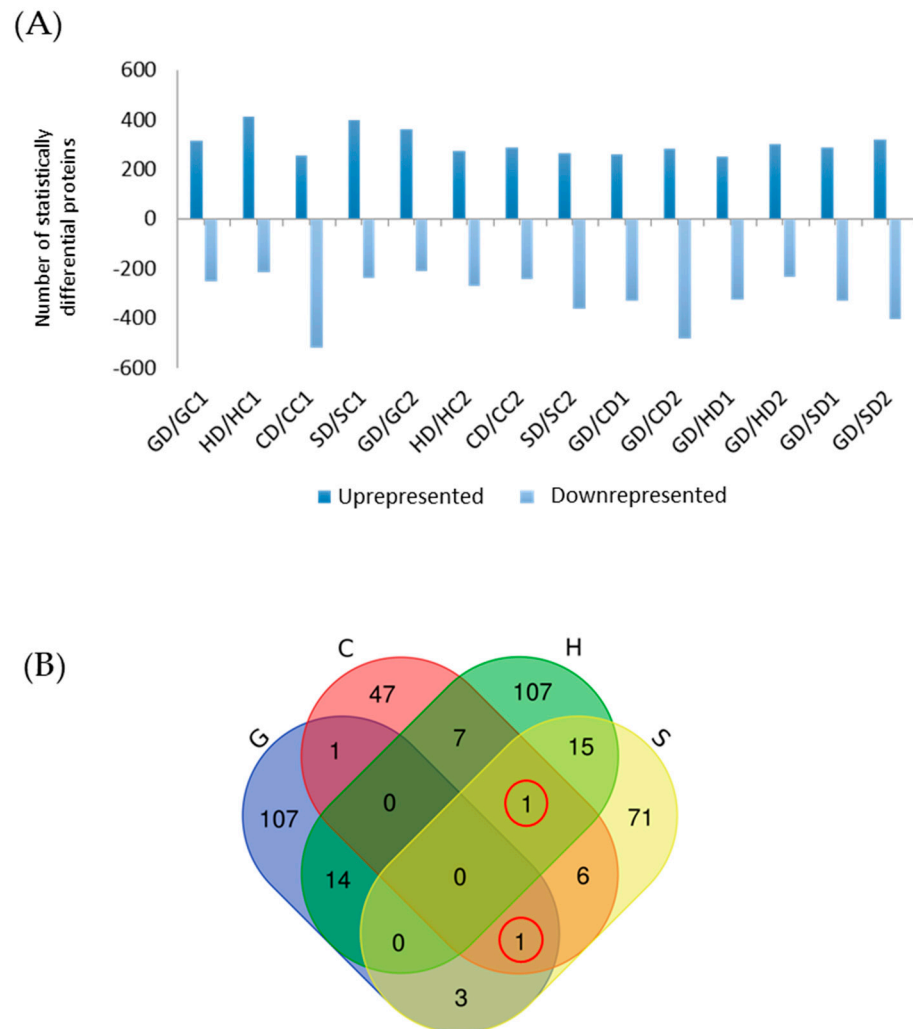 (A)
Number of statistically
differential proteins
600
400
200
0
-200
-400
-600
GD/GC1 HD/HC1 CD/CC1 SD/SC1 GD/GC2 HD/HC2 CD/CC2 SD/SC2 GD/CD1 GD/CD2 GD/HD1 GD/HD2 GD/SD1 GD/SD2
Uprepresented Downrepresented
(B)
C H
G S
47 107
1 7 15
107 0 1 71
14 0 6
0 1
3